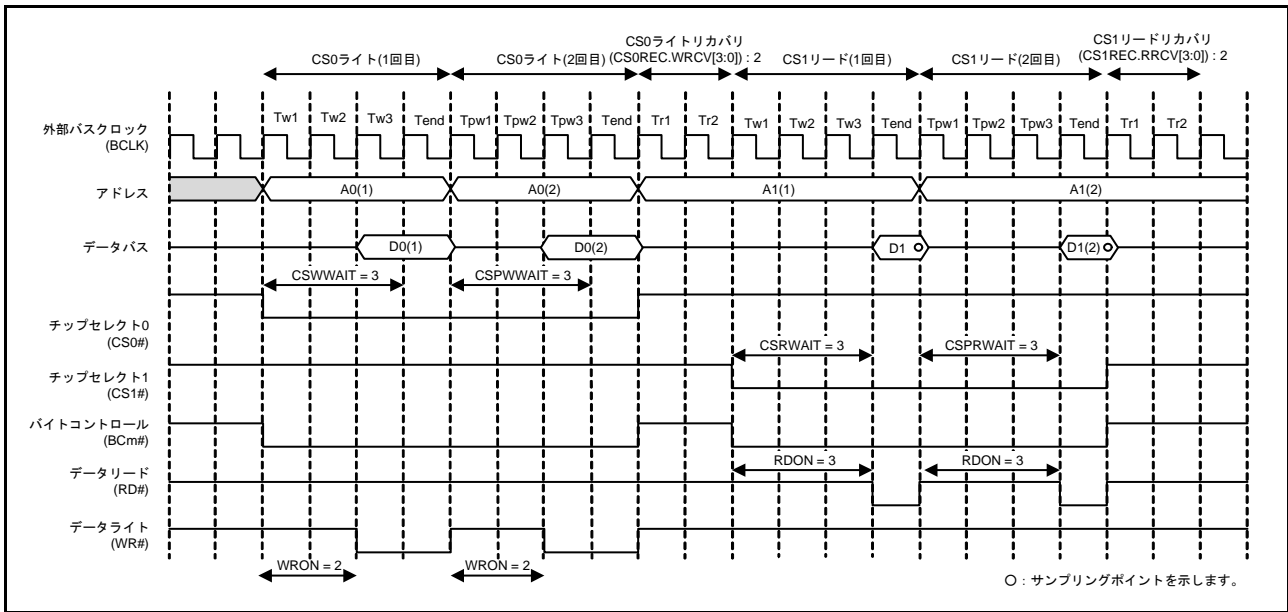 CS0ライト(1回目)
CS0ライト(2回目)
CS0ライトリカバリ
(CS0REC.WRCV[3:0]) : 2
CS1リード(1回目)
CS1リード(2回目)
CS1リードリカバリ
(CS1REC.RRCV[3:0]) : 2
Tw1 Tw2 Tw3 Tend Tpw1 Tpw2 Tpw3 Tend Tr1 Tr2 Tw1 Tw2 Tw3 Tend Tpw1 Tpw2 Tpw3 Tend Tr1 Tr2
外部バスクロック
(BCLK)
アドレス
A0(1) A0(2) A1(1) A1(2)
データバス
D0(1) D0(2) D1 D1(2)
CSWWAIT = 3 CSPWWAIT = 3
チップセレクト0
(CS0#)
CSRWAIT = 3 CSPRWAIT = 3
チップセレクト1
(CS1#)
バイトコントロール
(BCm#)
RDON = 3 RDON = 3
データリード
(RD#)
データライト
(WR#)
WRON = 2 WRON = 2
○ : サンプリングポイントを示します。